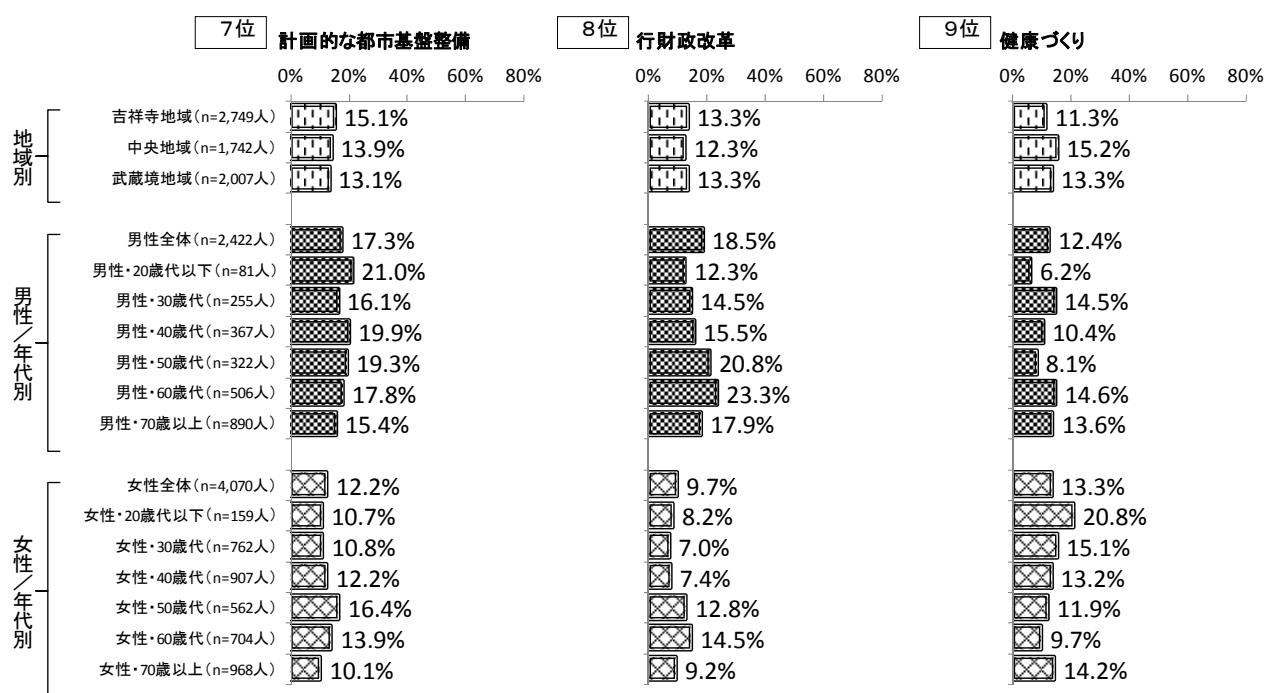 7位 計画的な都市基盤整備 8位 行財政改革 9位 健康づくり
0% 20% 40% 60% 80% 0% 20% 40% 60% 80% 0% 20% 40% 60% 80%
地域別
吉祥寺地域(n=2,749人) 15.1% 13.3% 11.3%
中央地域(n=1,742人) 13.9% 12.3% 15.2%
武蔵境地域(n=2,007人) 13.1% 13.3% 13.3%
男性/年代別
男性全体(n=2,422人) 17.3% 18.5% 12.4%
男性・20歳代以下(n=81人) 21.0% 12.3% 6.2%
男性・30歳代(n=255人) 16.1% 14.5% 14.5%
男性・40歳代(n=367人) 19.9% 15.5% 10.4%
男性・50歳代(n=322人) 19.3% 20.8% 8.1%
男性・60歳代(n=506人) 17.8% 23.3% 14.6%
男性・70歳以上(n=890人) 15.4% 17.9% 13.6%
女性/年代別
女性全体(n=4,070人) 12.2% 9.7% 13.3%
女性・20歳代以下(n=159人) 10.7% 8.2% 20.8%
女性・30歳代(n=762人) 10.8% 7.0% 15.1%
女性・40歳代(n=907人) 12.2% 7.4% 13.2%
女性・50歳代(n=562人) 16.4% 12.8% 11.9%
女性・60歳代(n=704人) 13.9% 14.5% 9.7%
女性・70歳以上(n=968人) 10.1% 9.2% 14.2%